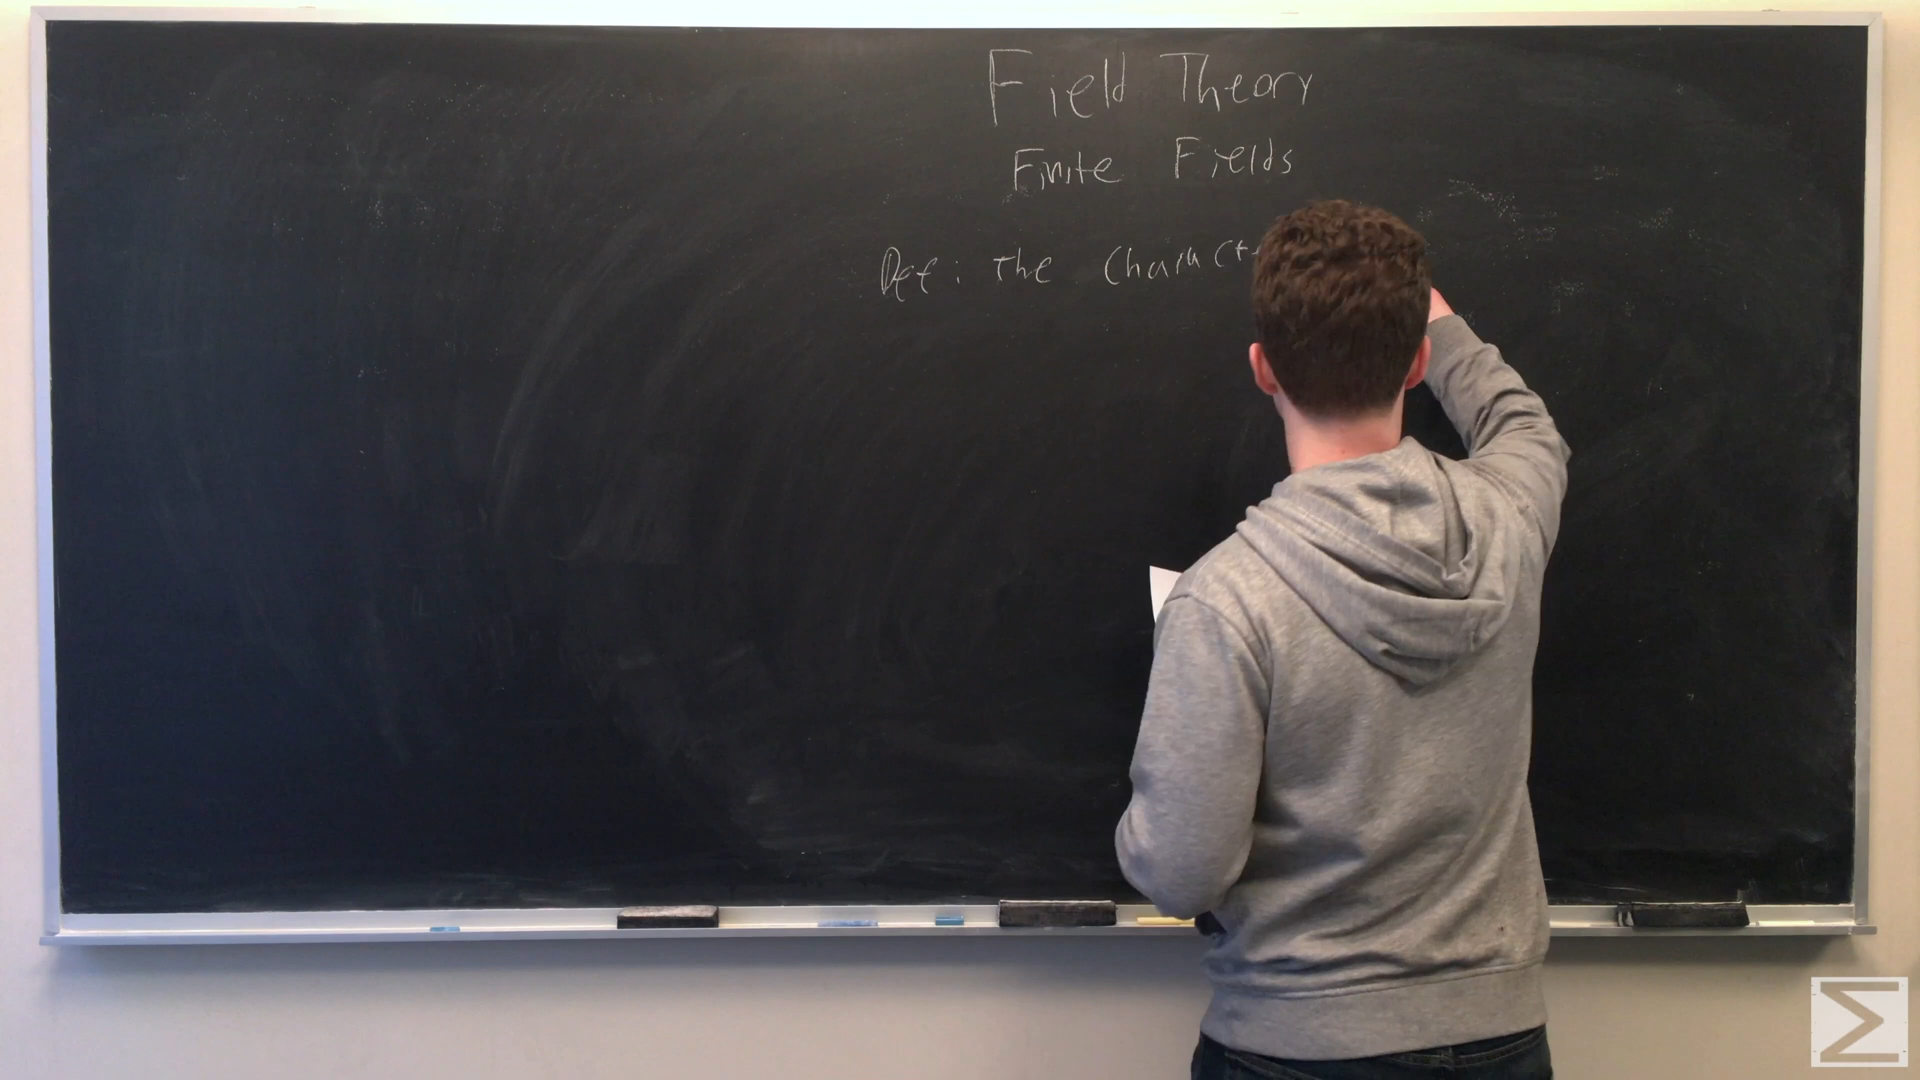 Field Theory
Finite Fields
Def: The Charact